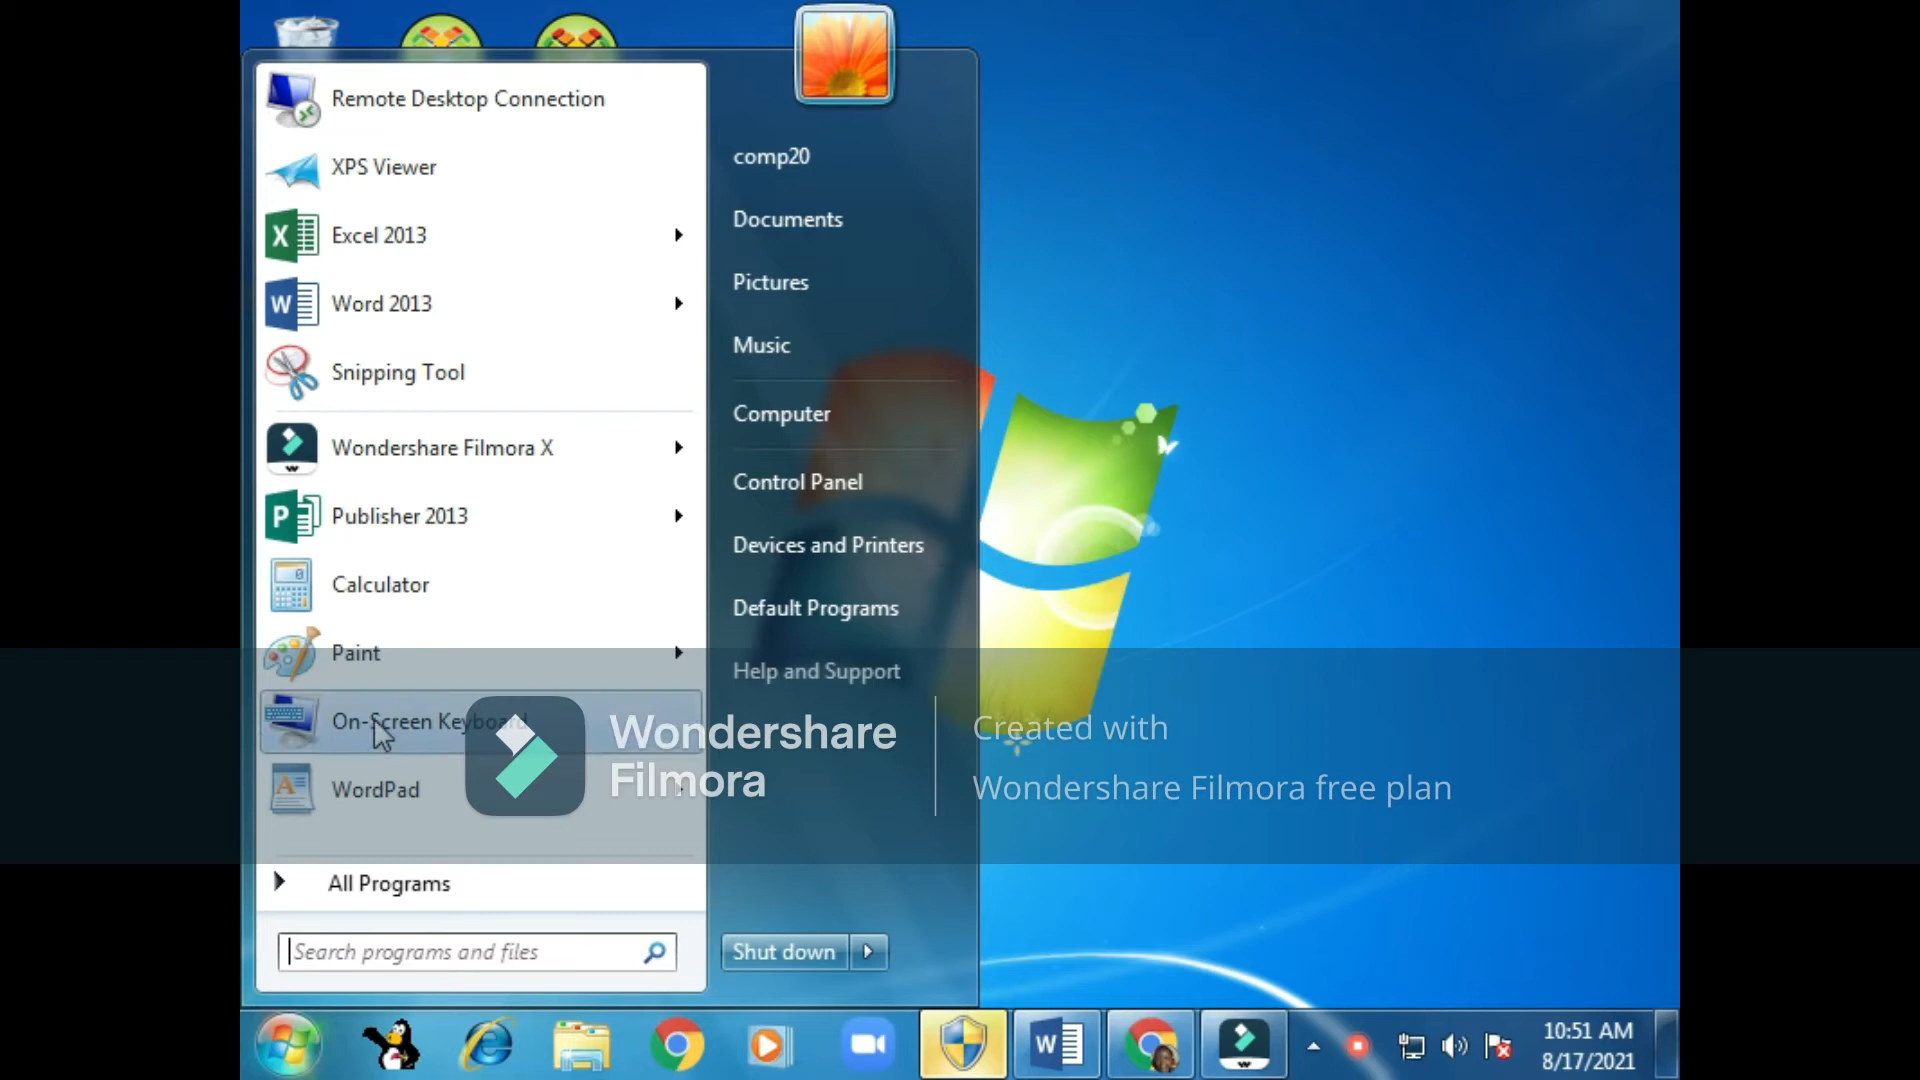 Remote Desktop Connection
XPS Viewer
Excel 2013
Word 2013
Snipping Tool
Wondershare Filmora X
Publisher 2013
Calculator
Paint
On-Screen Keyboard
WordPad
All Programs
Search programs and files
comp20
Documents
Pictures
Music
Computer
Control Panel
Devices and Printers
Default Programs
Help and Support
Shut down
Wondershare
Filmora
Created with
Wondershare Filmora free plan
10:51 AM
8/17/2021